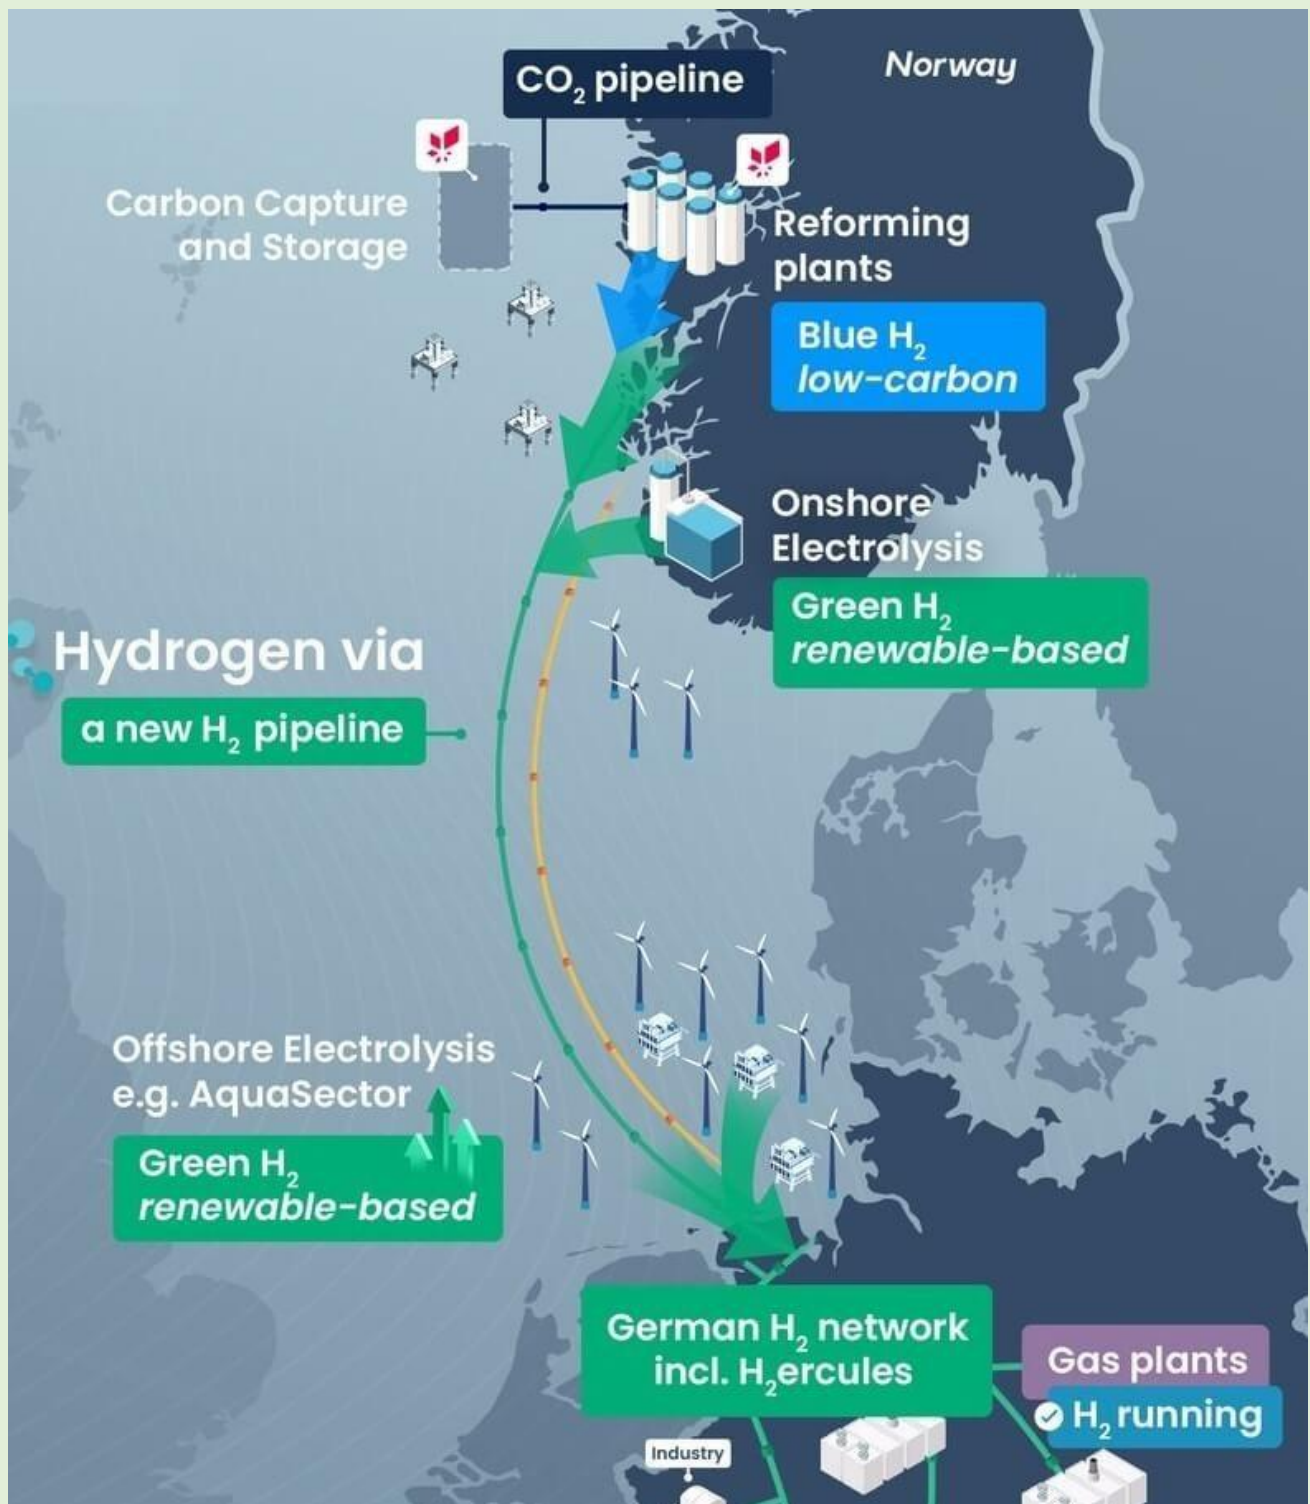 CO₂ pipeline
Norway
Carbon Capture
and Storage
Reforming
plants
Blue H₂
low-carbon
Onshore
Electrolysis
Green H₂
renewable-based
Hydrogen via
a new H₂ pipeline
Offshore Electrolysis
e.g. AquaSector
Green H₂
renewable-based
German H₂ network
incl. H₂ercules
Gas plants
H₂ running
Industry